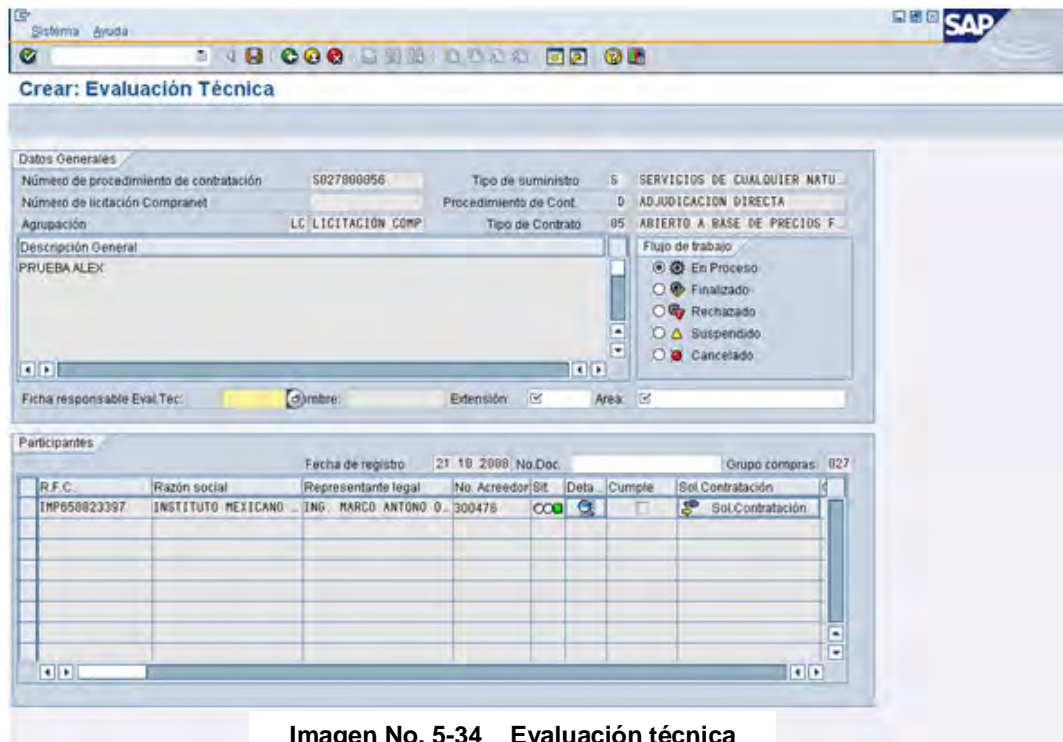 Sistema Ayuda
SAP
Crear: Evaluación Técnica
Datos Generales
Número de procedimiento de contratación S027800056 Tipo de suministro S SERVICIOS DE CUALQUIER NATU...
Número de licitación Compranet Procedimiento de Cont. D ADJUDICACION DIRECTA
Agrupación LC LICITACIÓN COMP Tipo de Contrato 05 ABIERTO A BASE DE PRECIOS F...
Descripción General Flujo de trabajo
PRUEBA ALEX
En Proceso
Finalizado
Rechazado
Suspendido
Cancelado
Ficha responsable Eval.Tec: ombre: Extensión Area:
Participantes
Fecha de registro 21 10 2008 No.Doc. Grupo compras 027
R.F.C. Razón social Representante legal No. Acreedor Sit. Deta... Cumple Sol.Contratación
IMP650823397 INSTITUTO MEXICANO ... ING. MARCO ANTONO O... 300476 Sol.Contratación
Imagen No. 5-34 Evaluación técnica